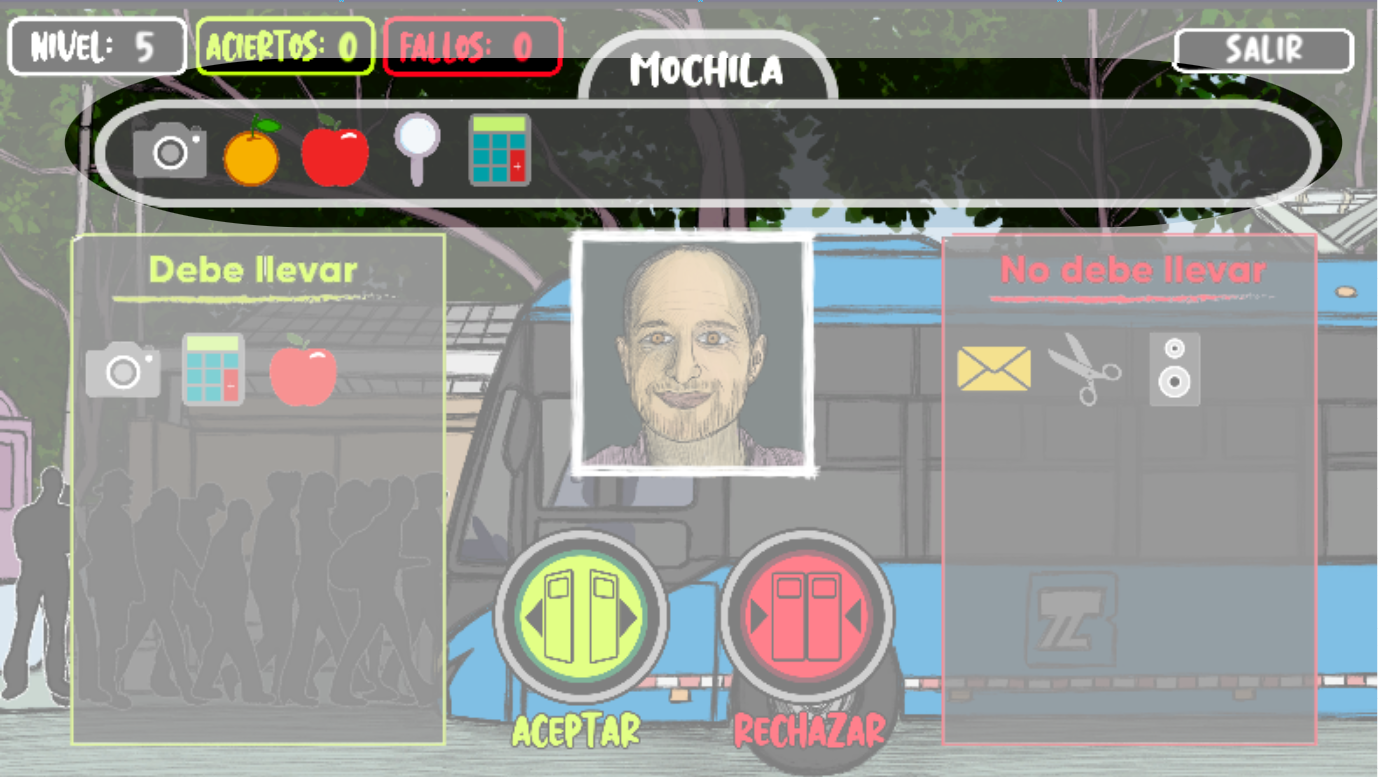 NIVEL: 5
ACIERTOS: 0
FALLOS: 0
MOCHILA
SALIR
Debe llevar
No debe llevar
ACEPTAR
RECHAZAR